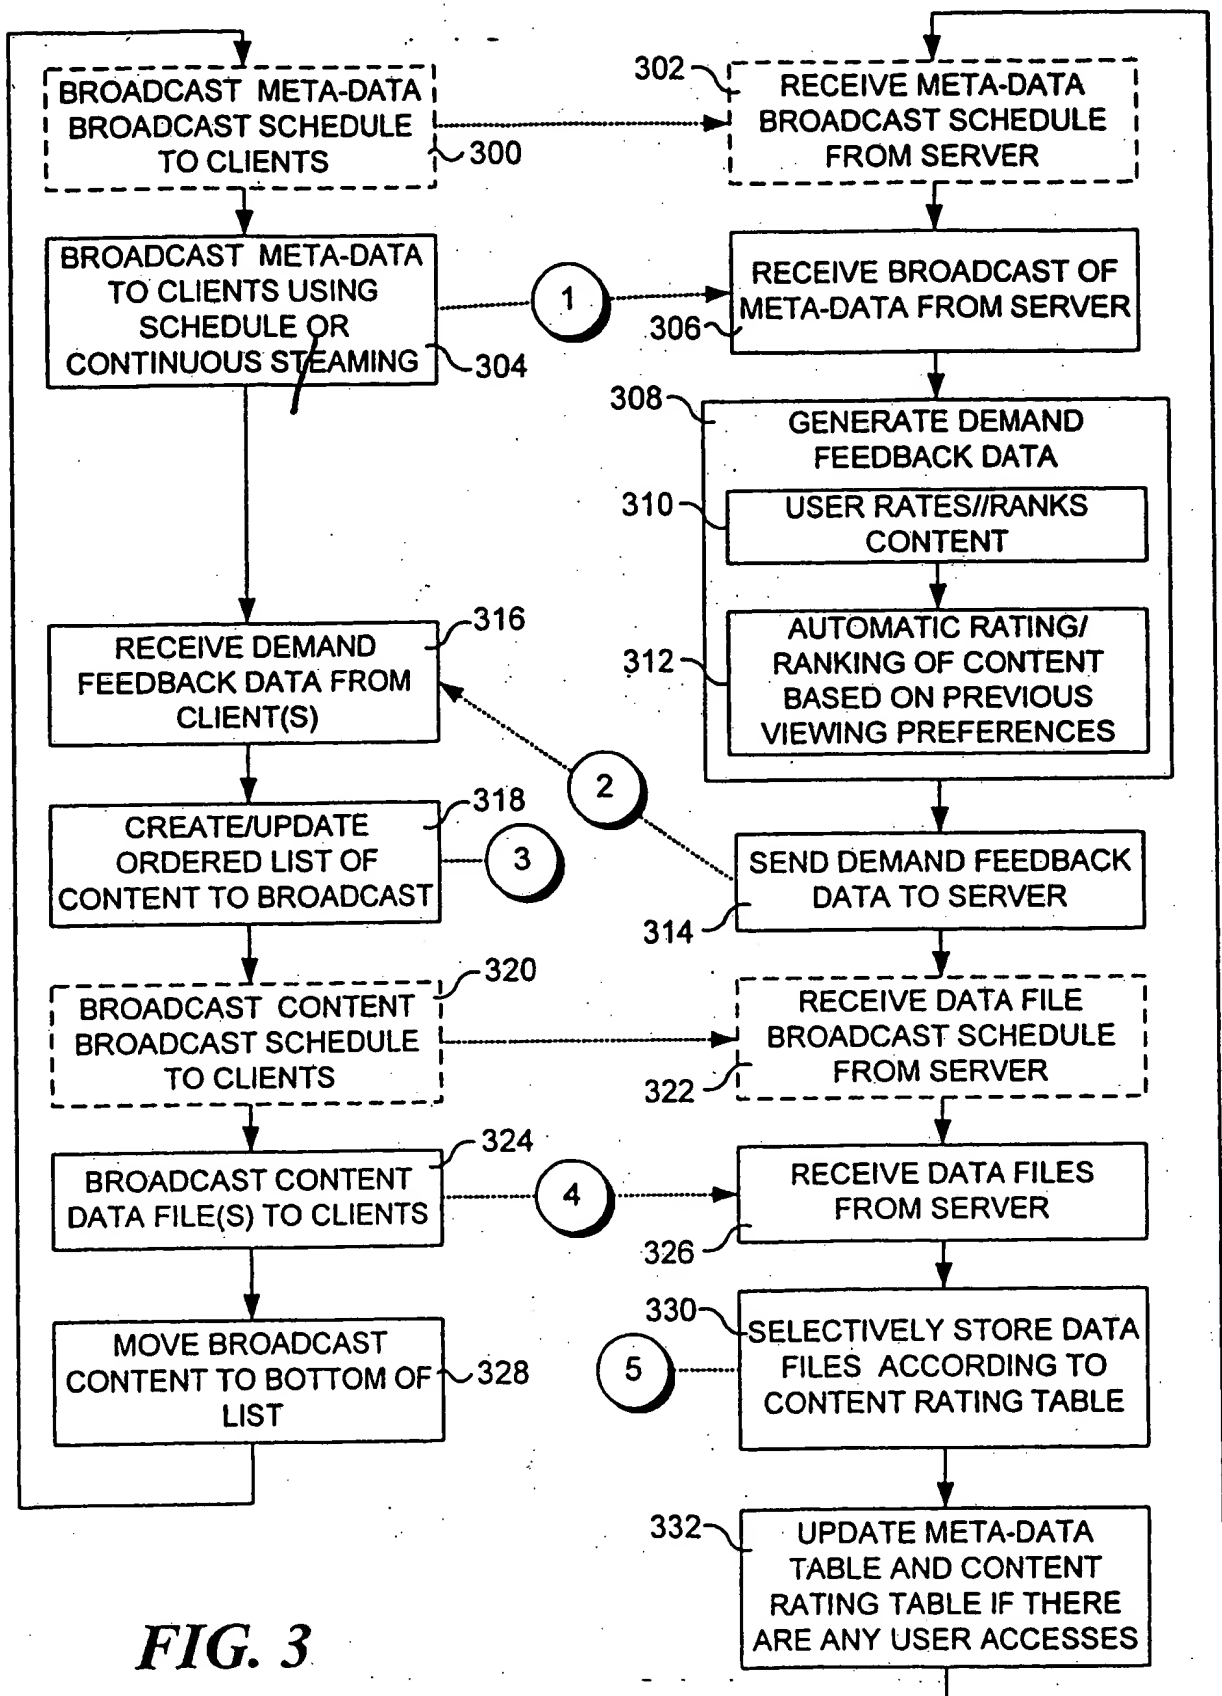 BROADCAST META-DATA
BROADCAST SCHEDULE
TO CLIENTS
300
302
RECEIVE META-DATA
BROADCAST SCHEDULE
FROM SERVER
BROADCAST META-DATA
TO CLIENTS USING
SCHEDULE OR
CONTINUOUS STEAMING
304
1
RECEIVE BROADCAST OF
META-DATA FROM SERVER
306
308
GENERATE DEMAND
FEEDBACK DATA
310
USER RATES//RANKS
CONTENT
312
AUTOMATIC RATING/
RANKING OF CONTENT
BASED ON PREVIOUS
VIEWING PREFERENCES
316
RECEIVE DEMAND
FEEDBACK DATA FROM
CLIENT(S)
2
318
CREATE/UPDATE
ORDERED LIST OF
CONTENT TO BROADCAST
3
SEND DEMAND FEEDBACK
DATA TO SERVER
314
320
BROADCAST CONTENT
BROADCAST SCHEDULE
TO CLIENTS
RECEIVE DATA FILE
BROADCAST SCHEDULE
FROM SERVER
322
324
BROADCAST CONTENT
DATA FILE(S) TO CLIENTS
4
RECEIVE DATA FILES
FROM SERVER
326
MOVE BROADCAST
CONTENT TO BOTTOM OF
LIST
328
330
SELECTIVELY STORE DATA
FILES ACCORDING TO
CONTENT RATING TABLE
5
332
UPDATE META-DATA
TABLE AND CONTENT
RATING TABLE IF THERE
ARE ANY USER ACCESSES
FIG. 3